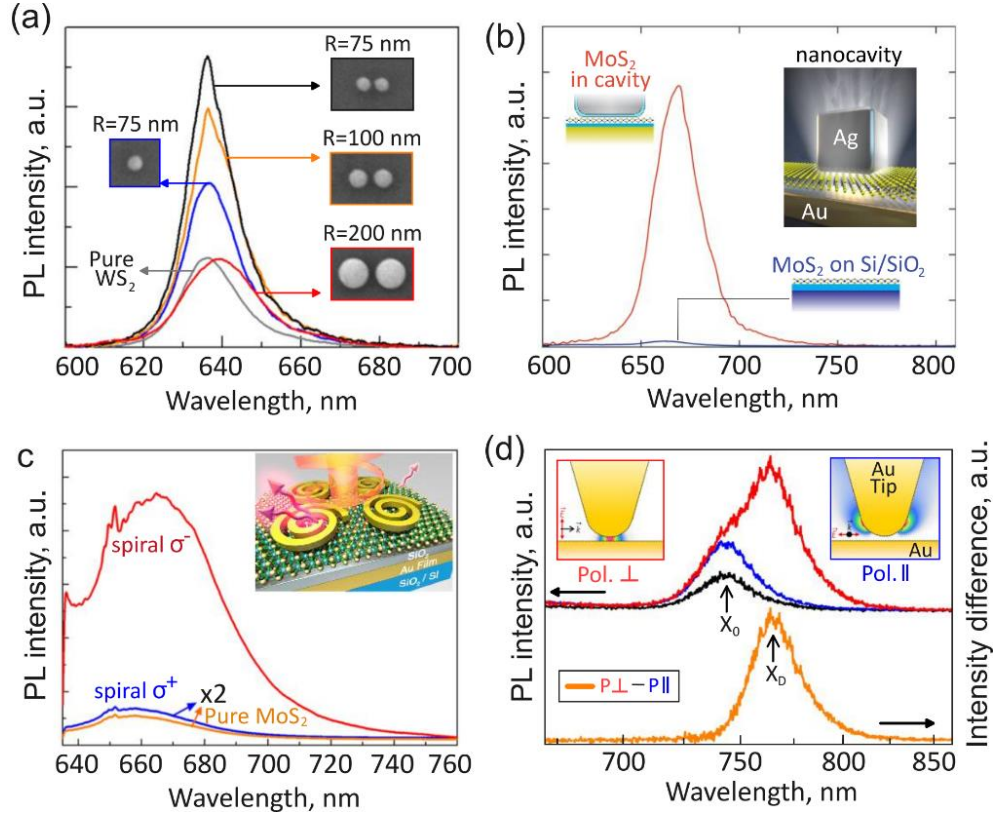 (a)
PL intensity, a.u.
R=75 nm
R=75 nm
R=100 nm
R=200 nm
Pure
WS₂
600 620 640 660 680 700
Wavelength, nm
(b)
PL intensity, a.u.
MoS₂
in cavity
nanocavity
Ag
Au
MoS₂ on Si/SiO₂
600 650 700 750 800
Wavelength, nm
c
PL intensity, a.u.
spiral σ⁻
SiO₂
Au Film
SiO₂ / Si
spiral σ⁺
x2
Pure MoS₂
640 660 680 700 720 740 760
Wavelength, nm
(d)
PL intensity, a.u.
Pol. ⊥
Au
Tip
Au
Pol. ∥
X₀
X_D
P⊥ − P∥
Intensity difference, a.u.
700 750 800 850
Wavelength, nm